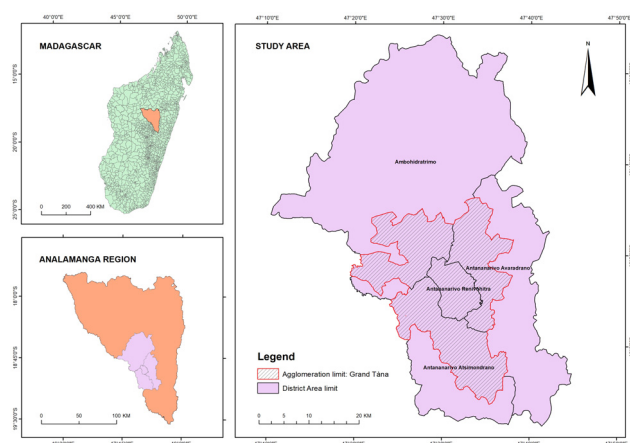 40°0'0"E 45°0'0"E 50°0'0"E
MADAGASCAR
15°0'0"S
20°0'0"S
25°0'0"S
0 200 400 KM
ANALAMANGA REGION
18°0'0"S
18°45'0"S
19°30'0"S
0 50 100 KM
47°10'0"E 47°20'0"E 47°30'0"E 47°40'0"E 47°50'0"E
STUDY AREA
N
Ambohidratrimo
Antananarivo Avaradrano
Antananarivo Renivohitra
Antananarivo Atsimondrano
Legend
Agglomeration limit: Grand Tàna
District Area limit
0 5 10 20 KM